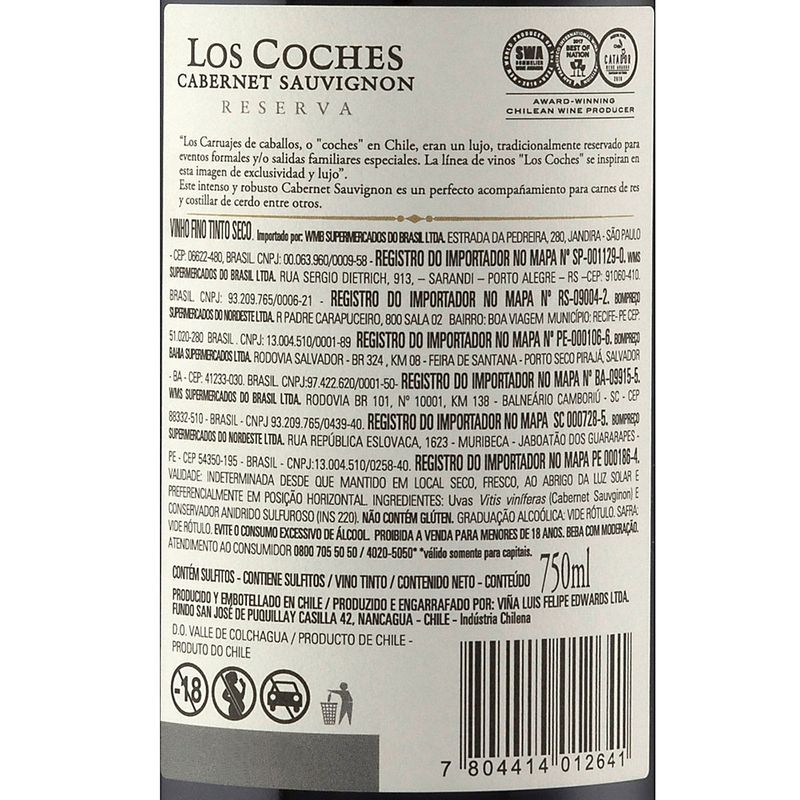 LOS COCHES
CABERNET SAUVIGNON
RESERVA
SWA
SOMMELIER
2017
BEST OF
NATION
CATADOR
WINE AWARDS
AWARD-WINNING
CHILEAN WINE PRODUCER
"Los Carruajes de caballos, o "coches" en Chile, eran un lujo, tradicionalmente reservado para
eventos formales y/o salidas familiares especiales. La línea de vinos "Los Coches" se inspiran en
esta imagen de exclusividad y lujo".
Este intenso y robusto Cabernet Sauvignon es un perfecto acompañamiento para carnes de res
y costillar de cerdo entre otros.
VINHO FINO TINTO SECO. Importado por: WMB SUPERMERCADOS DO BRASIL LTDA. ESTRADA DA PEDREIRA, 280, JANDIRA - SÃO PAULO
- CEP: 06622-480, BRASIL. CNPJ: 00.063.960/0009-58 - REGISTRO DO IMPORTADOR NO MAPA Nº SP-001129-0. WMS
SUPERMERCADOS DO BRASIL LTDA. RUA SERGIO DIETRICH, 913, – SARANDI – PORTO ALEGRE – RS –CEP: 91060-410.
BRASIL. CNPJ: 93.209.765/0006-21 - REGISTRO DO IMPORTADOR NO MAPA Nº RS-09004-2. BOMPREÇO
SUPERMERCADOS DO NORDESTE LTDA. R PADRE CARAPUCEIRO, 800 SALA 02 BAIRRO: BOA VIAGEM MUNICÍPIO: RECIFE- PE CEP:
51.020-280 BRASIL. CNPJ: 13.004.510/0001-89 REGISTRO DO IMPORTADOR NO MAPA Nº PE-000106-6. BOMPREÇO
BAHIA SUPERMERCADOS LTDA. RODOVIA SALVADOR - BR 324 , KM 08 - FEIRA DE SANTANA - PORTO SECO PIRAJÁ, SALVADOR
- BA - CEP: 41233-030. BRASIL. CNPJ:97.422.620/0001-50- REGISTRO DO IMPORTADOR NO MAPA Nº BA-09915-5.
WMS SUPERMERCADOS DO BRASIL LTDA. RODOVIA BR 101, Nº 10001, KM 138 - BALNEÁRIO CAMBORIÚ - SC - CEP
88332-510 - BRASIL - CNPJ 93.209.765/0439-40. REGISTRO DO IMPORTADOR NO MAPA SC 000728-5. BOMPREÇO
SUPERMERCADOS DO NORDESTE LTDA. RUA REPÚBLICA ESLOVACA, 1623 - MURIBECA - JABOATÃO DOS GUARARAPES -
PE - CEP 54350-195 - BRASIL - CNPJ:13.004.510/0258-40. REGISTRO DO IMPORTADOR NO MAPA PE 000186-4.
VALIDADE: INDETERMINADA DESDE QUE MANTIDO EM LOCAL SECO, FRESCO, AO ABRIGO DA LUZ SOLAR E
PREFERENCIALMENTE EM POSIÇÃO HORIZONTAL. INGREDIENTES: Uvas Vitis viníferas (Cabernet Sauvginon) E
CONSERVADOR ANIDRIDO SULFUROSO (INS 220). NÃO CONTÉM GLÚTEN. GRADUAÇÃO ALCOÓLICA: VIDE RÓTULO. SAFRA:
VIDE RÓTULO. EVITE O CONSUMO EXCESSIVO DE ÁLCOOL. PROIBIDA A VENDA PARA MENORES DE 18 ANOS. BEBA COM MODERAÇÃO.
ATENDIMENTO AO CONSUMIDOR 0800 705 50 50 / 4020-5050* *válido somente para capitais.
CONTÉM SULFITOS - CONTIENE SULFITOS / VINO TINTO / CONTENIDO NETO - CONTEÚDO 750ml
PRODUCIDO Y EMBOTELLADO EN CHILE / PRODUZIDO E ENGARRAFADO POR: VIÑA LUIS FELIPE EDWARDS LTDA.
FUNDO SAN JOSÉ DE PUQUILLAY CASILLA 42, NANCAGUA - CHILE - Indústria Chilena
D.O. VALLE DE COLCHAGUA / PRODUCTO DE CHILE -
PRODUTO DO CHILE
-18
7 804414 012641